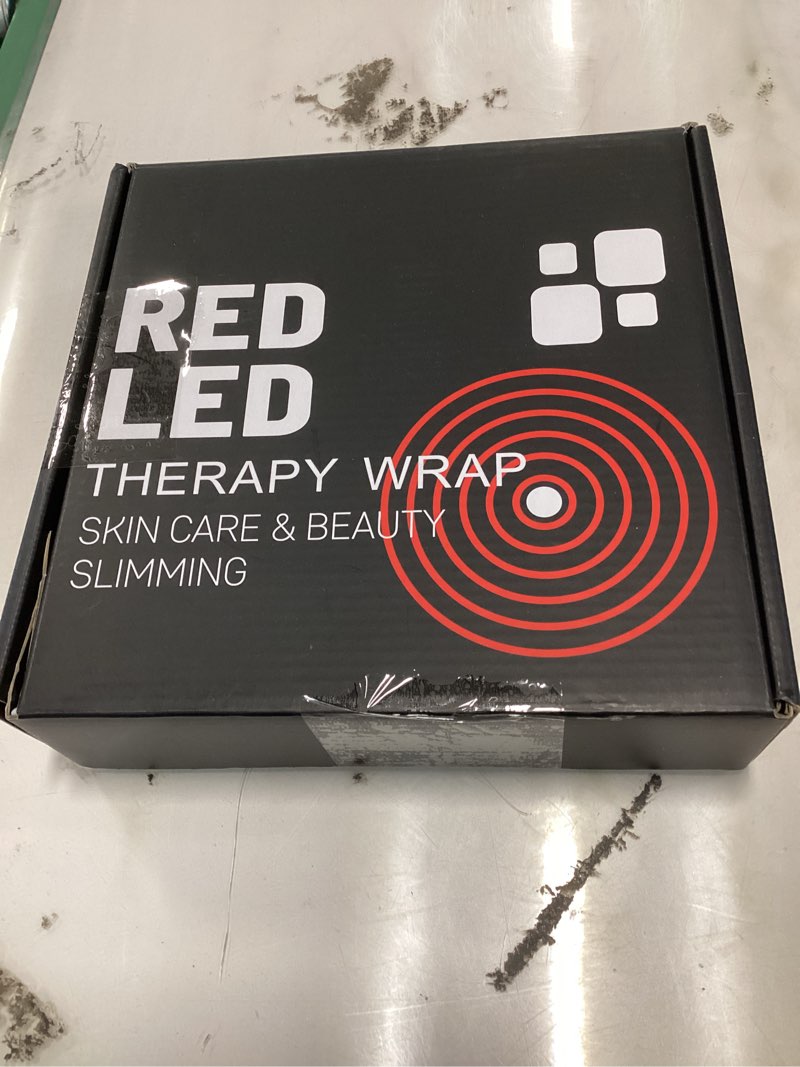 RED
LED
THERAPY WRAP
SKIN CARE & BEAUTY
SLIMMING